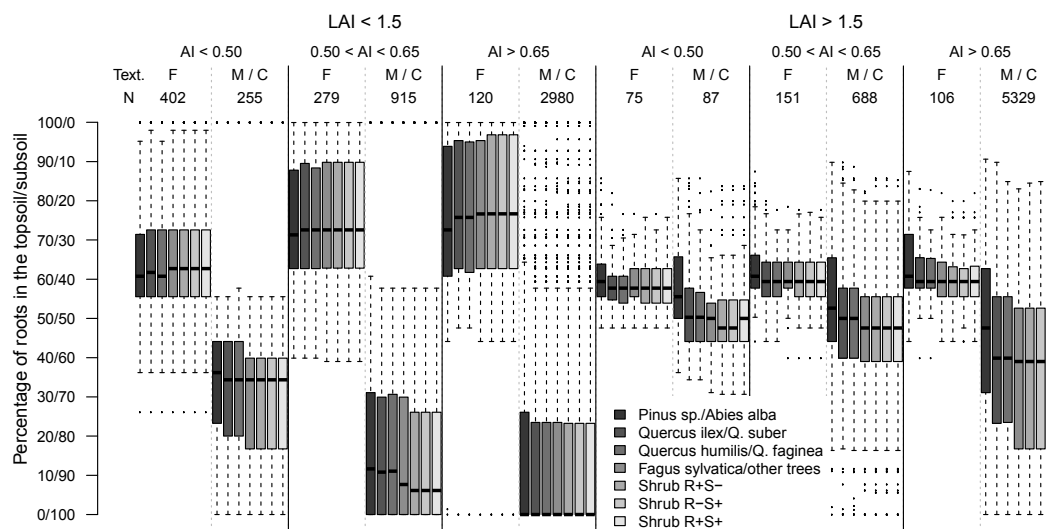 LAI < 1.5 LAI > 1.5
AI < 0.50 0.50 < AI < 0.65 AI > 0.65 AI < 0.50 0.50 < AI < 0.65 AI > 0.65
Text. F M / C F M / C F M / C F M / C F M / C F M / C
N 402 255 279 915 120 2980 75 87 151 688 106 5329
Percentage of roots in the topsoil/subsoil
100/0
90/10
80/20
70/30
60/40
50/50
40/60
30/70
20/80
10/90
0/100
Pinus sp./Abies alba
Quercus ilex/Q. suber
Quercus humilis/Q. faginea
Fagus sylvatica/other trees
Shrub R+S−
Shrub R−S+
Shrub R+S+